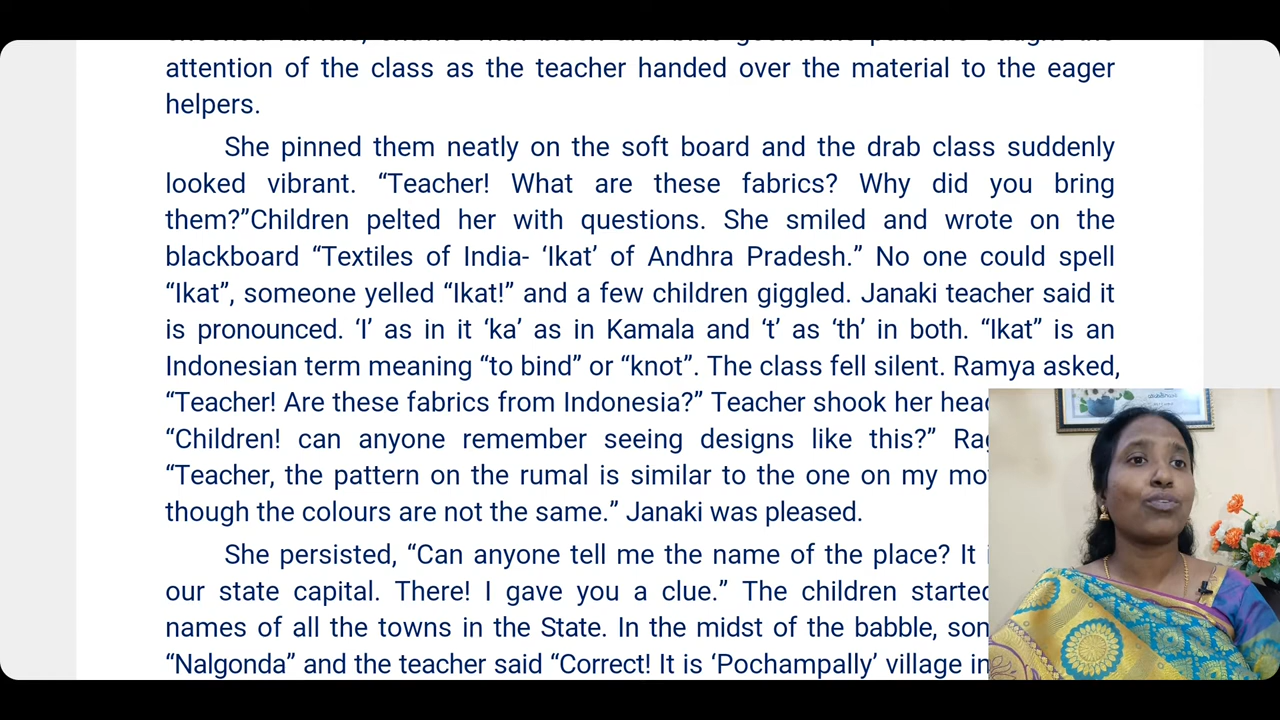 attention of the class as the teacher handed over the material to the eager
helpers.
She pinned them neatly on the soft board and the drab class suddenly
looked vibrant. “Teacher! What are these fabrics? Why did you bring
them?”Children pelted her with questions. She smiled and wrote on the
blackboard “Textiles of India- ‘Ikat’ of Andhra Pradesh.” No one could spell
“Ikat”, someone yelled “Ikat!” and a few children giggled. Janaki teacher said it
is pronounced. ‘I’ as in it ‘ka’ as in Kamala and ‘t’ as ‘th’ in both. “Ikat” is an
Indonesian term meaning “to bind” or “knot”. The class fell silent. Ramya asked,
“Teacher! Are these fabrics from Indonesia?” Teacher shook her
“Children! can anyone remember seeing designs like this?”
“Teacher, the pattern on the rumal is similar to the one on my
though the colours are not the same.” Janaki was pleased.
She persisted, “Can anyone tell me the name of the place? It
our state capital. There! I gave you a clue.” The children started
names of all the towns in the State. In the midst of the babble,
“Nalgonda” and the teacher said “Correct! It is ‘Pochampally’ village in